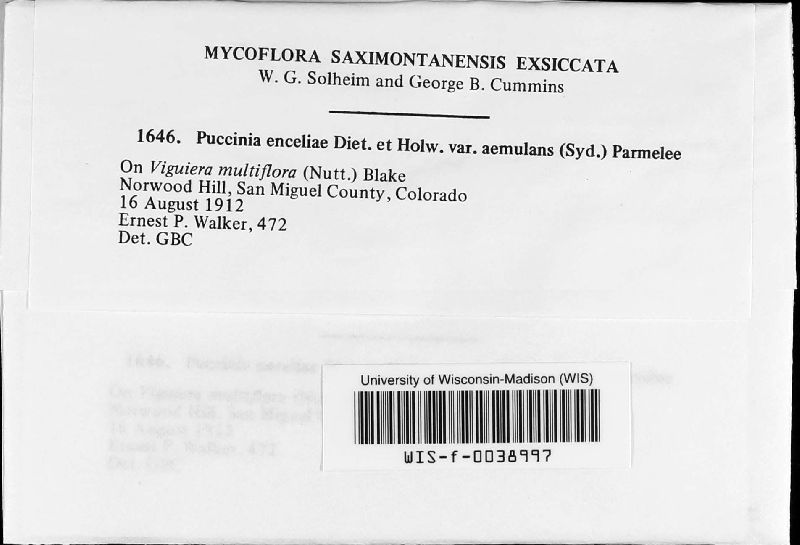 MYCOFLORA SAXIMONTANENSIS EXSICCATA
W. G. Solheim and George B. Cummins
1646. Puccinia enceliae Diet. et Holw. var. aemulans (Syd.) Parmelee
On Viguiera multiflora (Nutt.) Blake
Norwood Hill, San Miguel County, Colorado
16 August 1912
Ernest P. Walker, 472
Det. GBC
University of Wisconsin-Madison (WIS)
WIS-f-0038997